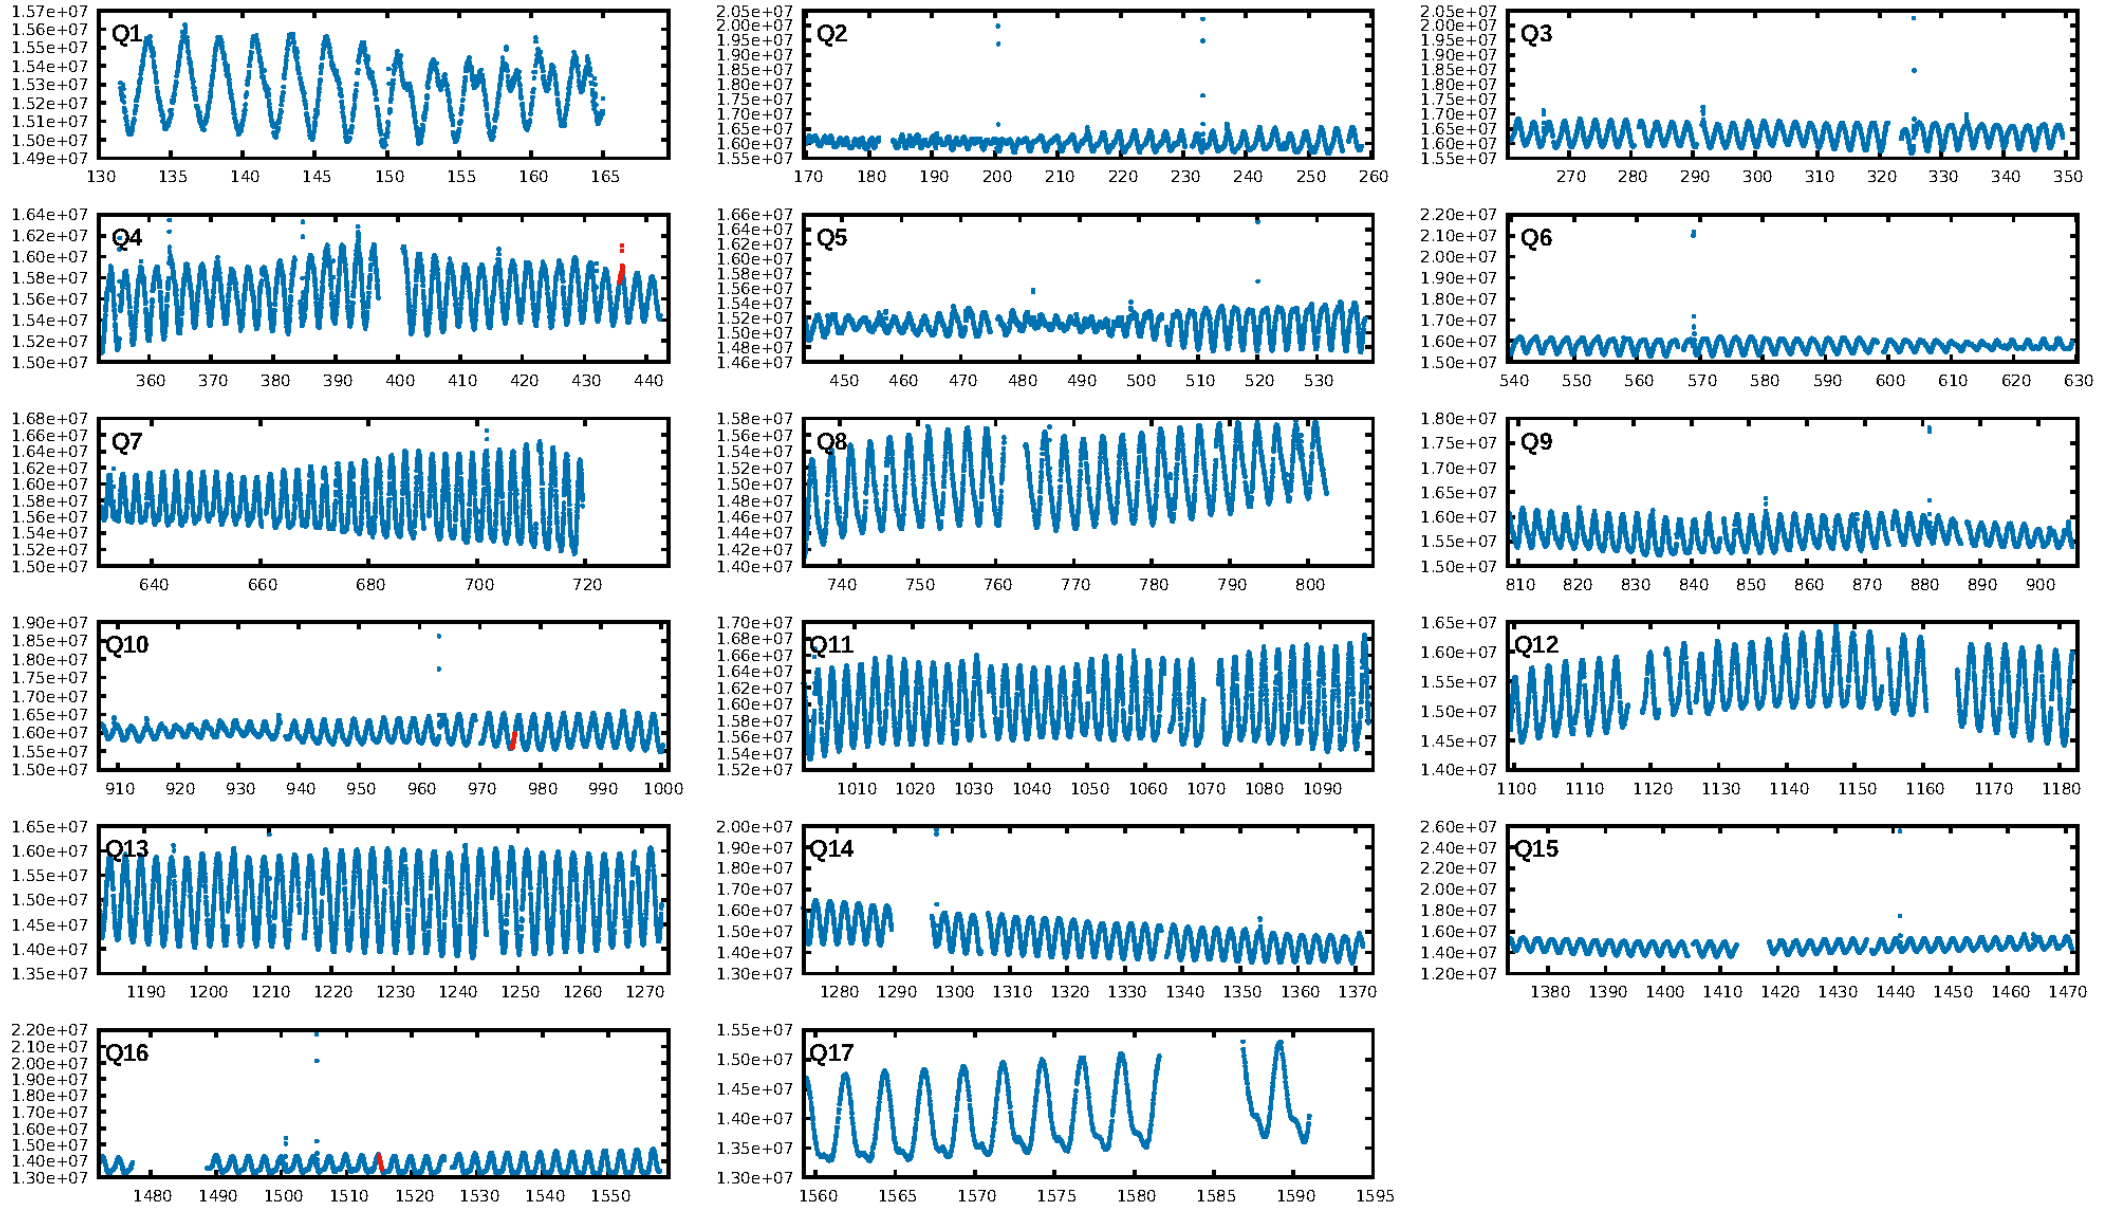 1.57e+07
1.56e+07
1.55e+07
1.54e+07
1.53e+07
1.52e+07
1.51e+07
1.50e+07
1.49e+07
Q1
130 135 140 145 150 155 160 165
2.05e+07
2.00e+07
1.95e+07
1.90e+07
1.85e+07
1.80e+07
1.75e+07
1.70e+07
1.65e+07
1.60e+07
1.55e+07
Q2
170 180 190 200 210 220 230 240 250 260
2.05e+07
2.00e+07
1.95e+07
1.90e+07
1.85e+07
1.80e+07
1.75e+07
1.70e+07
1.65e+07
1.60e+07
1.55e+07
Q3
270 280 290 300 310 320 330 340 350
1.64e+07
1.62e+07
1.60e+07
1.58e+07
1.56e+07
1.54e+07
1.52e+07
1.50e+07
Q4
360 370 380 390 400 410 420 430 440
1.66e+07
1.64e+07
1.62e+07
1.60e+07
1.58e+07
1.56e+07
1.54e+07
1.52e+07
1.50e+07
1.48e+07
1.46e+07
Q5
450 460 470 480 490 500 510 520 530
2.20e+07
2.10e+07
2.00e+07
1.90e+07
1.80e+07
1.70e+07
1.60e+07
1.50e+07
Q6
540 550 560 570 580 590 600 610 620 630
1.68e+07
1.66e+07
1.64e+07
1.62e+07
1.60e+07
1.58e+07
1.56e+07
1.54e+07
1.52e+07
1.50e+07
Q7
640 660 680 700 720
1.58e+07
1.56e+07
1.54e+07
1.52e+07
1.50e+07
1.48e+07
1.46e+07
1.44e+07
1.42e+07
1.40e+07
Q8
740 750 760 770 780 790 800
1.80e+07
1.75e+07
1.70e+07
1.65e+07
1.60e+07
1.55e+07
1.50e+07
Q9
810 820 830 840 850 860 870 880 890 900
1.90e+07
1.85e+07
1.80e+07
1.75e+07
1.70e+07
1.65e+07
1.60e+07
1.55e+07
1.50e+07
Q10
910 920 930 940 950 960 970 980 990 1000
1.70e+07
1.68e+07
1.66e+07
1.64e+07
1.62e+07
1.60e+07
1.58e+07
1.56e+07
1.54e+07
1.52e+07
Q11
1010 1020 1030 1040 1050 1060 1070 1080 1090
1.65e+07
1.60e+07
1.55e+07
1.50e+07
1.45e+07
1.40e+07
Q12
1100 1110 1120 1130 1140 1150 1160 1170 1180
1.65e+07
1.60e+07
1.55e+07
1.50e+07
1.45e+07
1.40e+07
1.35e+07
Q13
1190 1200 1210 1220 1230 1240 1250 1260 1270
2.00e+07
1.90e+07
1.80e+07
1.70e+07
1.60e+07
1.50e+07
1.40e+07
1.30e+07
Q14
1280 1290 1300 1310 1320 1330 1340 1350 1360 1370
2.60e+07
2.40e+07
2.20e+07
2.00e+07
1.80e+07
1.60e+07
1.40e+07
1.20e+07
Q15
1380 1390 1400 1410 1420 1430 1440 1450 1460 1470
2.20e+07
2.10e+07
2.00e+07
1.90e+07
1.80e+07
1.70e+07
1.60e+07
1.50e+07
1.40e+07
1.30e+07
Q16
1480 1490 1500 1510 1520 1530 1540 1550
1.55e+07
1.50e+07
1.45e+07
1.40e+07
1.35e+07
1.30e+07
Q17
1560 1565 1570 1575 1580 1585 1590 1595